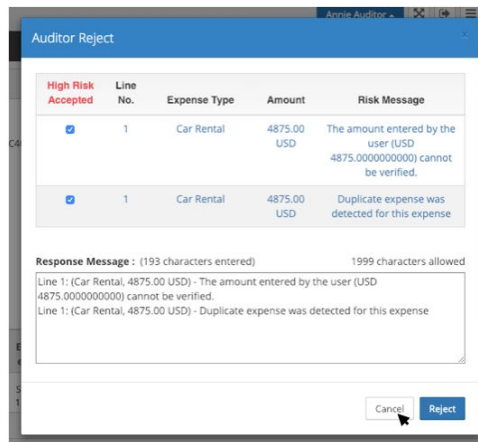 Annie Auditor
Auditor Reject
x
High Risk Accepted Line No. Expense Type Amount Risk Message
1 Car Rental 4875.00 USD The amount entered by the user (USD 4875.0000000000) cannot be verified.
1 Car Rental 4875.00 USD Duplicate expense was detected for this expense
Response Message : (193 characters entered) 1999 characters allowed
Line 1: (Car Rental, 4875.00 USD) - The amount entered by the user (USD
4875.0000000000) cannot be verified.
Line 1: (Car Rental, 4875.00 USD) - Duplicate expense was detected for this expense
Cancel Reject